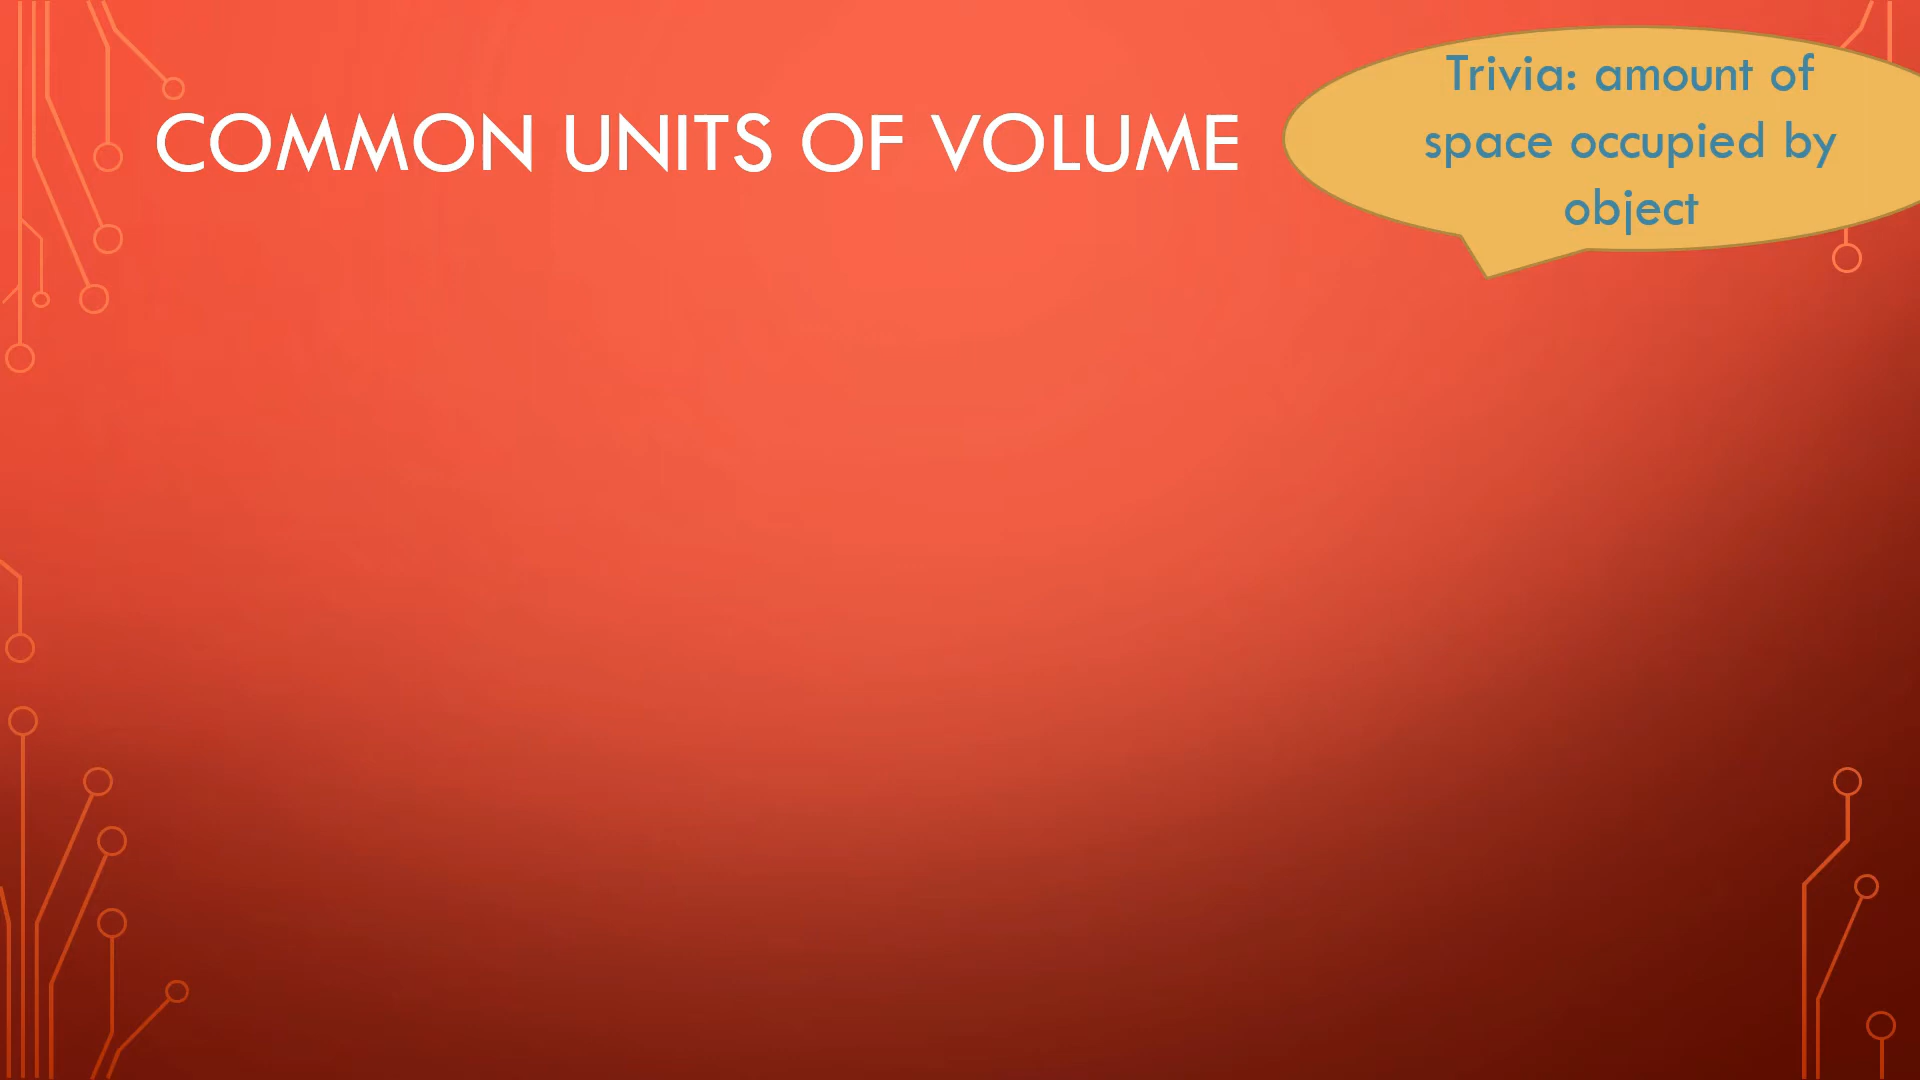 COMMON UNITS OF VOLUME
Trivia: amount of
space occupied by
object